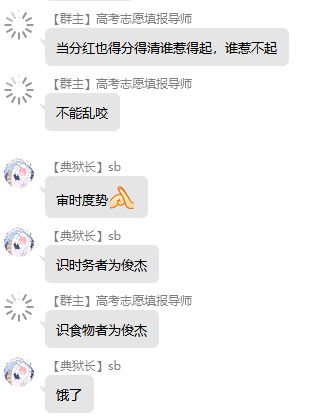 【群主】高考志愿填报导师
当分红也得分得清谁惹得起，谁惹不起
【群主】高考志愿填报导师
不能乱咬
【典狱长】sb
审时度势
【典狱长】sb
识时务者为俊杰
【群主】高考志愿填报导师
识食物者为俊杰
【典狱长】sb
饿了